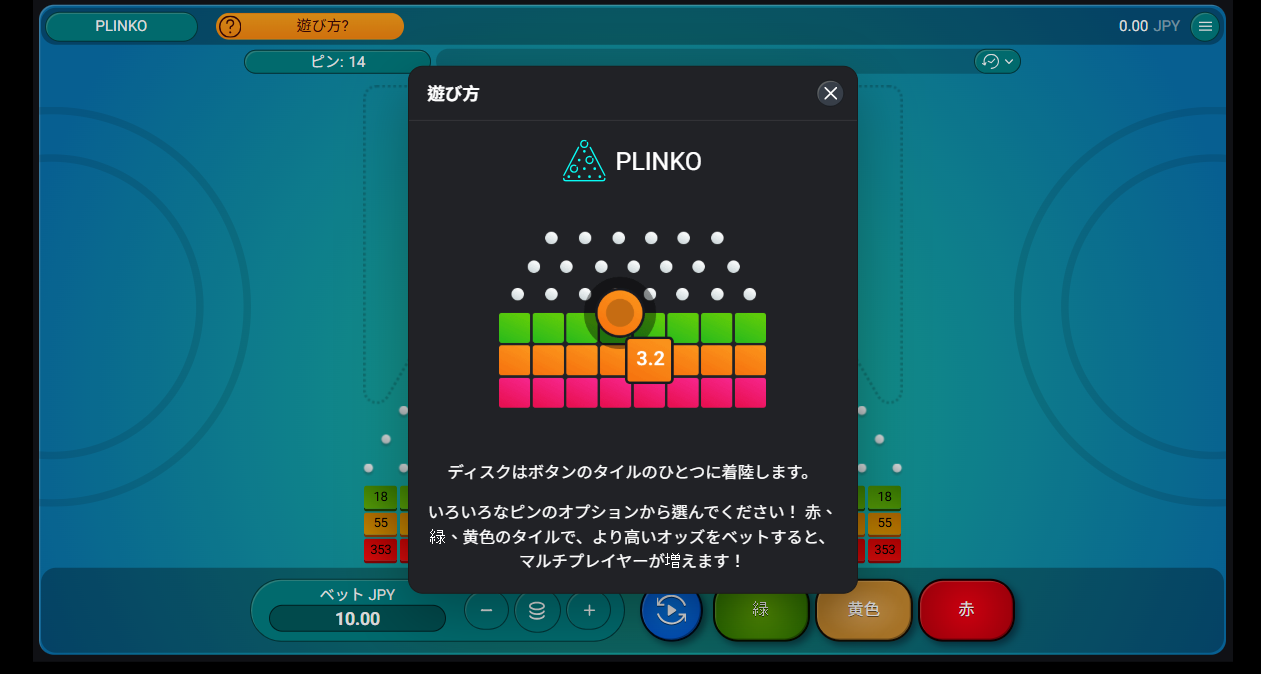 PLINKO
遊び方?
0.00 JPY
ピン: 14
遊び方
PLINKO
3.2
ディスクはボタンのタイルのひとつに着陸します。
いろいろなピンのオプションから選んでください！ 赤、
緑、黄色のタイルで、より高いオッズをベットすると、
マルチプレイヤーが増えます！
18
18
55
55
353
353
ベット JPY
10.00
緑
黄色
赤